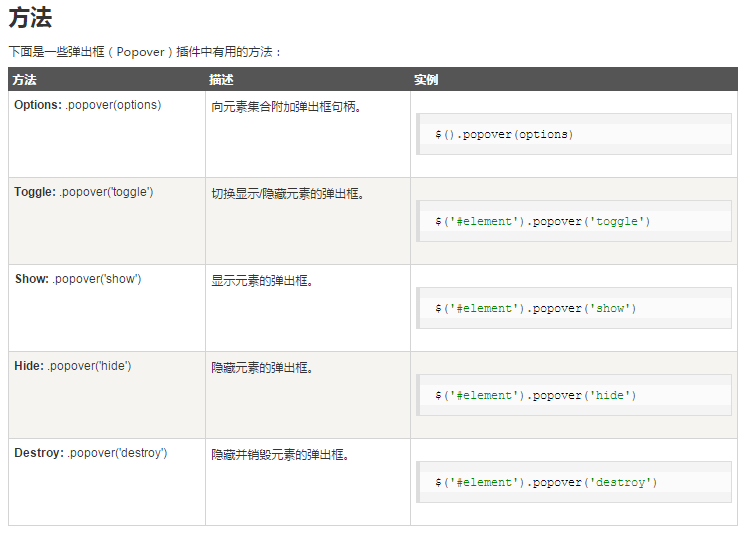 方法
下面是一些弹出框（Popover）插件中有用的方法：
方法 描述 实例
Options: .popover(options) 向元素集合附加弹出框句柄。 $().popover(options)
Toggle: .popover('toggle') 切换显示/隐藏元素的弹出框。 $('#element').popover('toggle')
Show: .popover('show') 显示元素的弹出框。 $('#element').popover('show')
Hide: .popover('hide') 隐藏元素的弹出框。 $('#element').popover('hide')
Destroy: .popover('destroy') 隐藏并销毁元素的弹出框。 $('#element').popover('destroy')